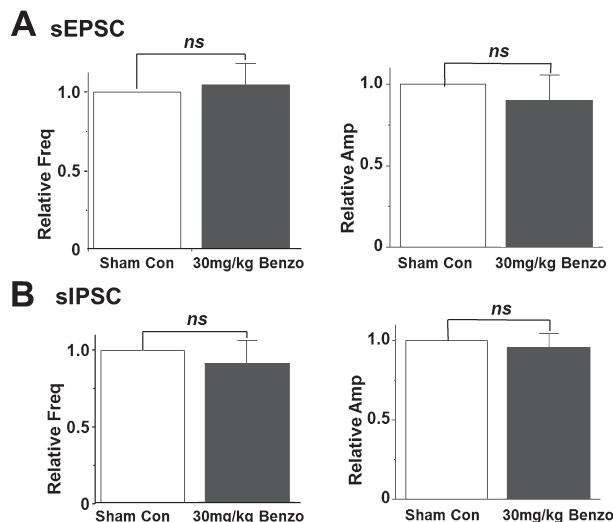 A sEPSC
ns
Relative Freq
1.0
0.5
0
Sham Con 30mg/kg Benzo
ns
Relative Amp
1.0
0.5
0
Sham Con 30mg/kg Benzo
B sIPSC
ns
Relative Freq
1.0
0.5
0
Sham Con 30mg/kg Benzo
ns
Relative Amp
1.0
0.5
0
Sham Con 30mg/kg Benzo